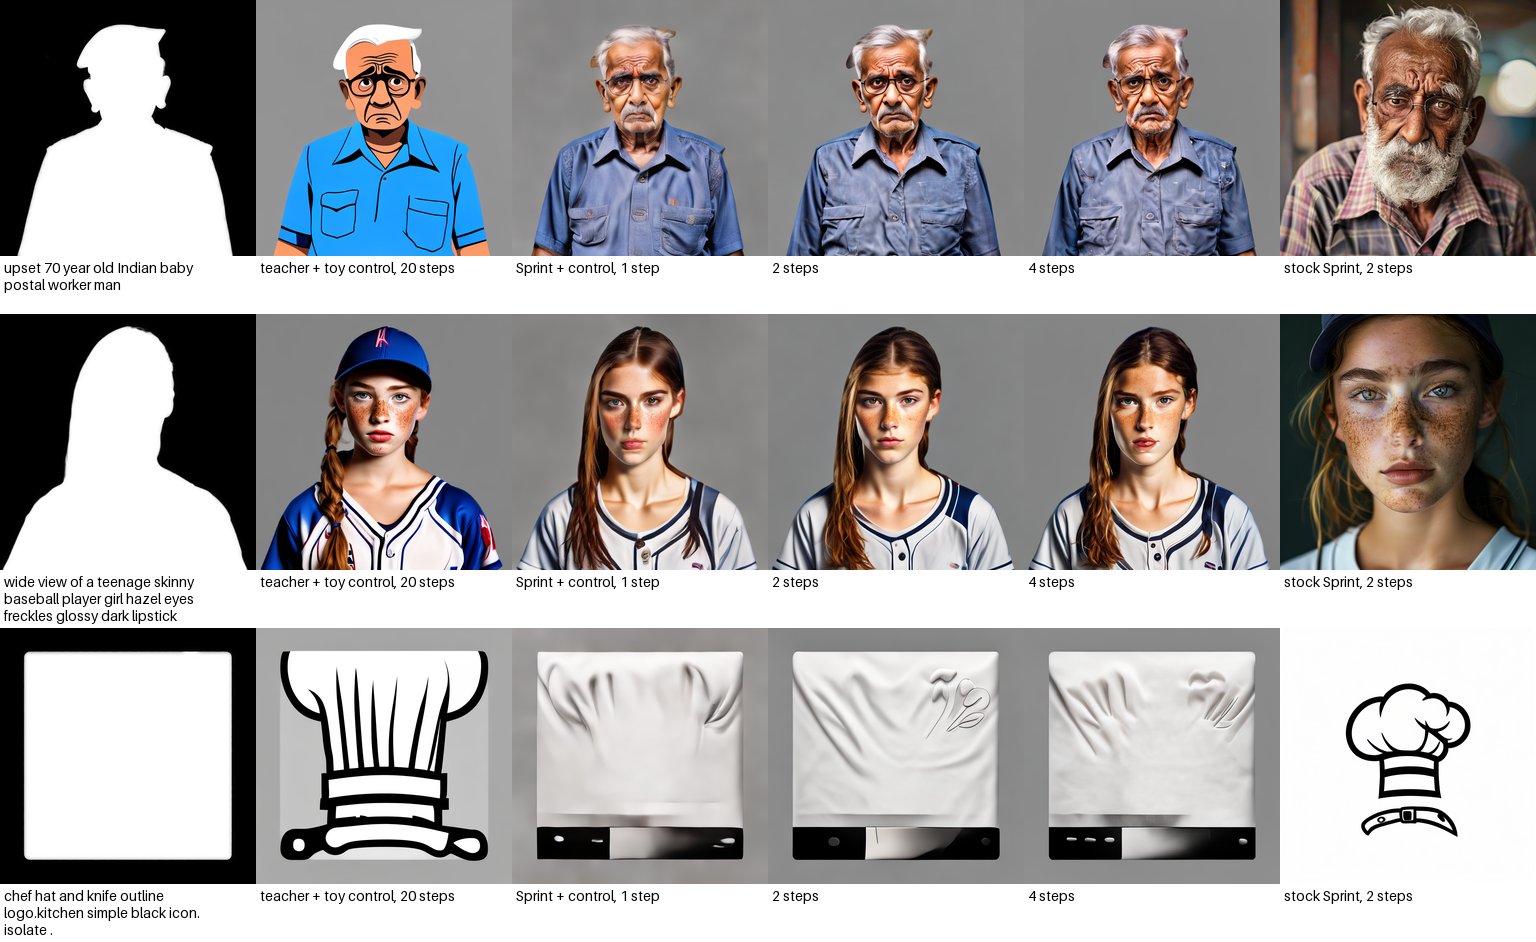 upset 70 year old Indian baby
postal worker man
teacher + toy control, 20 steps
Sprint + control, 1 step
2 steps
4 steps
stock Sprint, 2 steps
wide view of a teenage skinny
baseball player girl hazel eyes
freckles glossy dark lipstick
teacher + toy control, 20 steps
Sprint + control, 1 step
2 steps
4 steps
stock Sprint, 2 steps
chef hat and knife outline
logo.kitchen simple black icon.
isolate .
teacher + toy control, 20 steps
Sprint + control, 1 step
2 steps
4 steps
stock Sprint, 2 steps